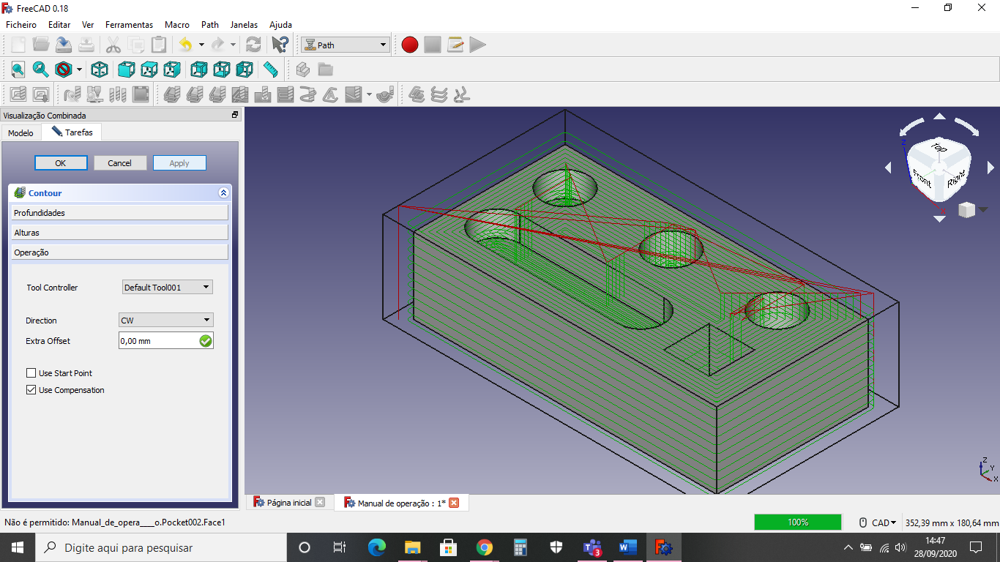 FreeCAD 0.18
Ficheiro Editar Ver Ferramentas Macro Path Janelas Ajuda
Path
Visualização Combinada
Modelo Tarefas
OK Cancel Apply
Contour
Profundidades
Alturas
Operação
Tool Controller Default Tool001
Direction CW
Extra Offset 0,00 mm
Use Start Point
Use Compensation
Top
Front Right
Z
X
Z
Y
X
Página inicial Manual de operação : 1*
Não é permitido: Manual_de_opera____o.Pocket002.Face1 100% CAD 352,39 mm x 180,64 mm
Digite aqui para pesquisar 3 14:47
28/09/2020